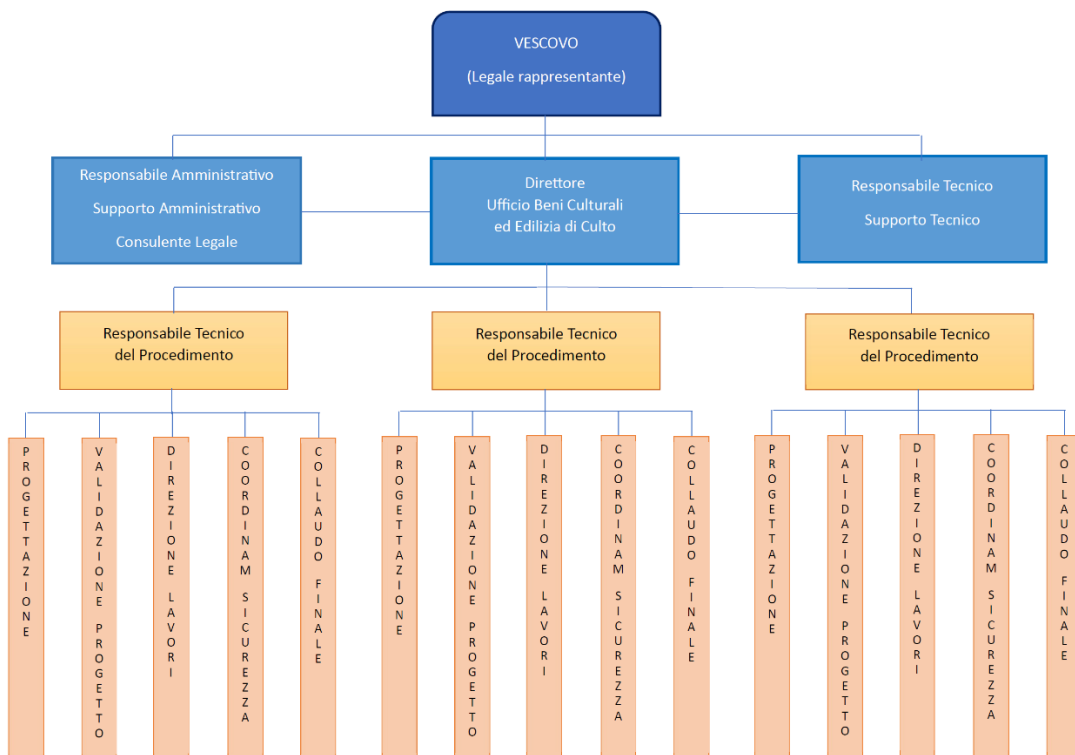 VESCOVO
(Legale rappresentante)
Responsabile Amministrativo
Supporto Amministrativo
Consulente Legale
Direttore
Ufficio Beni Culturali
ed Edilizia di Culto
Responsabile Tecnico
Supporto Tecnico
Responsabile Tecnico
del Procedimento
Responsabile Tecnico
del Procedimento
Responsabile Tecnico
del Procedimento
PROGETTAZIONE
VALIDAZIONE PROGETTO
DIREZIONE LAVORI
COORDINAM SICUREZZA
COLLAUDO FINALE
PROGETTAZIONE
VALIDAZIONE PROGETTO
DIREZIONE LAVORI
COORDINAM SICUREZZA
COLLAUDO FINALE
PROGETTAZIONE
VALIDAZIONE PROGETTO
DIREZIONE LAVORI
COORDINAM SICUREZZA
COLLAUDO FINALE